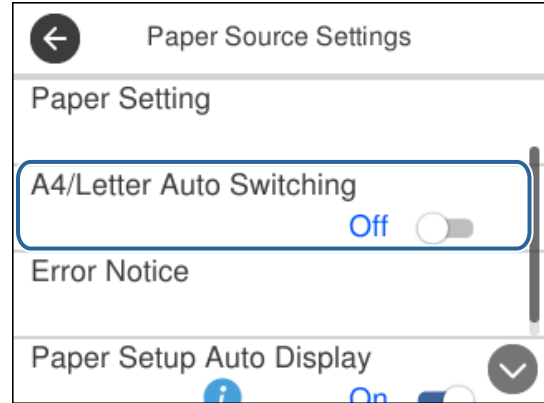 Paper Source Settings
Paper Setting
A4/Letter Auto Switching
Off
Error Notice
Paper Setup Auto Display
i On